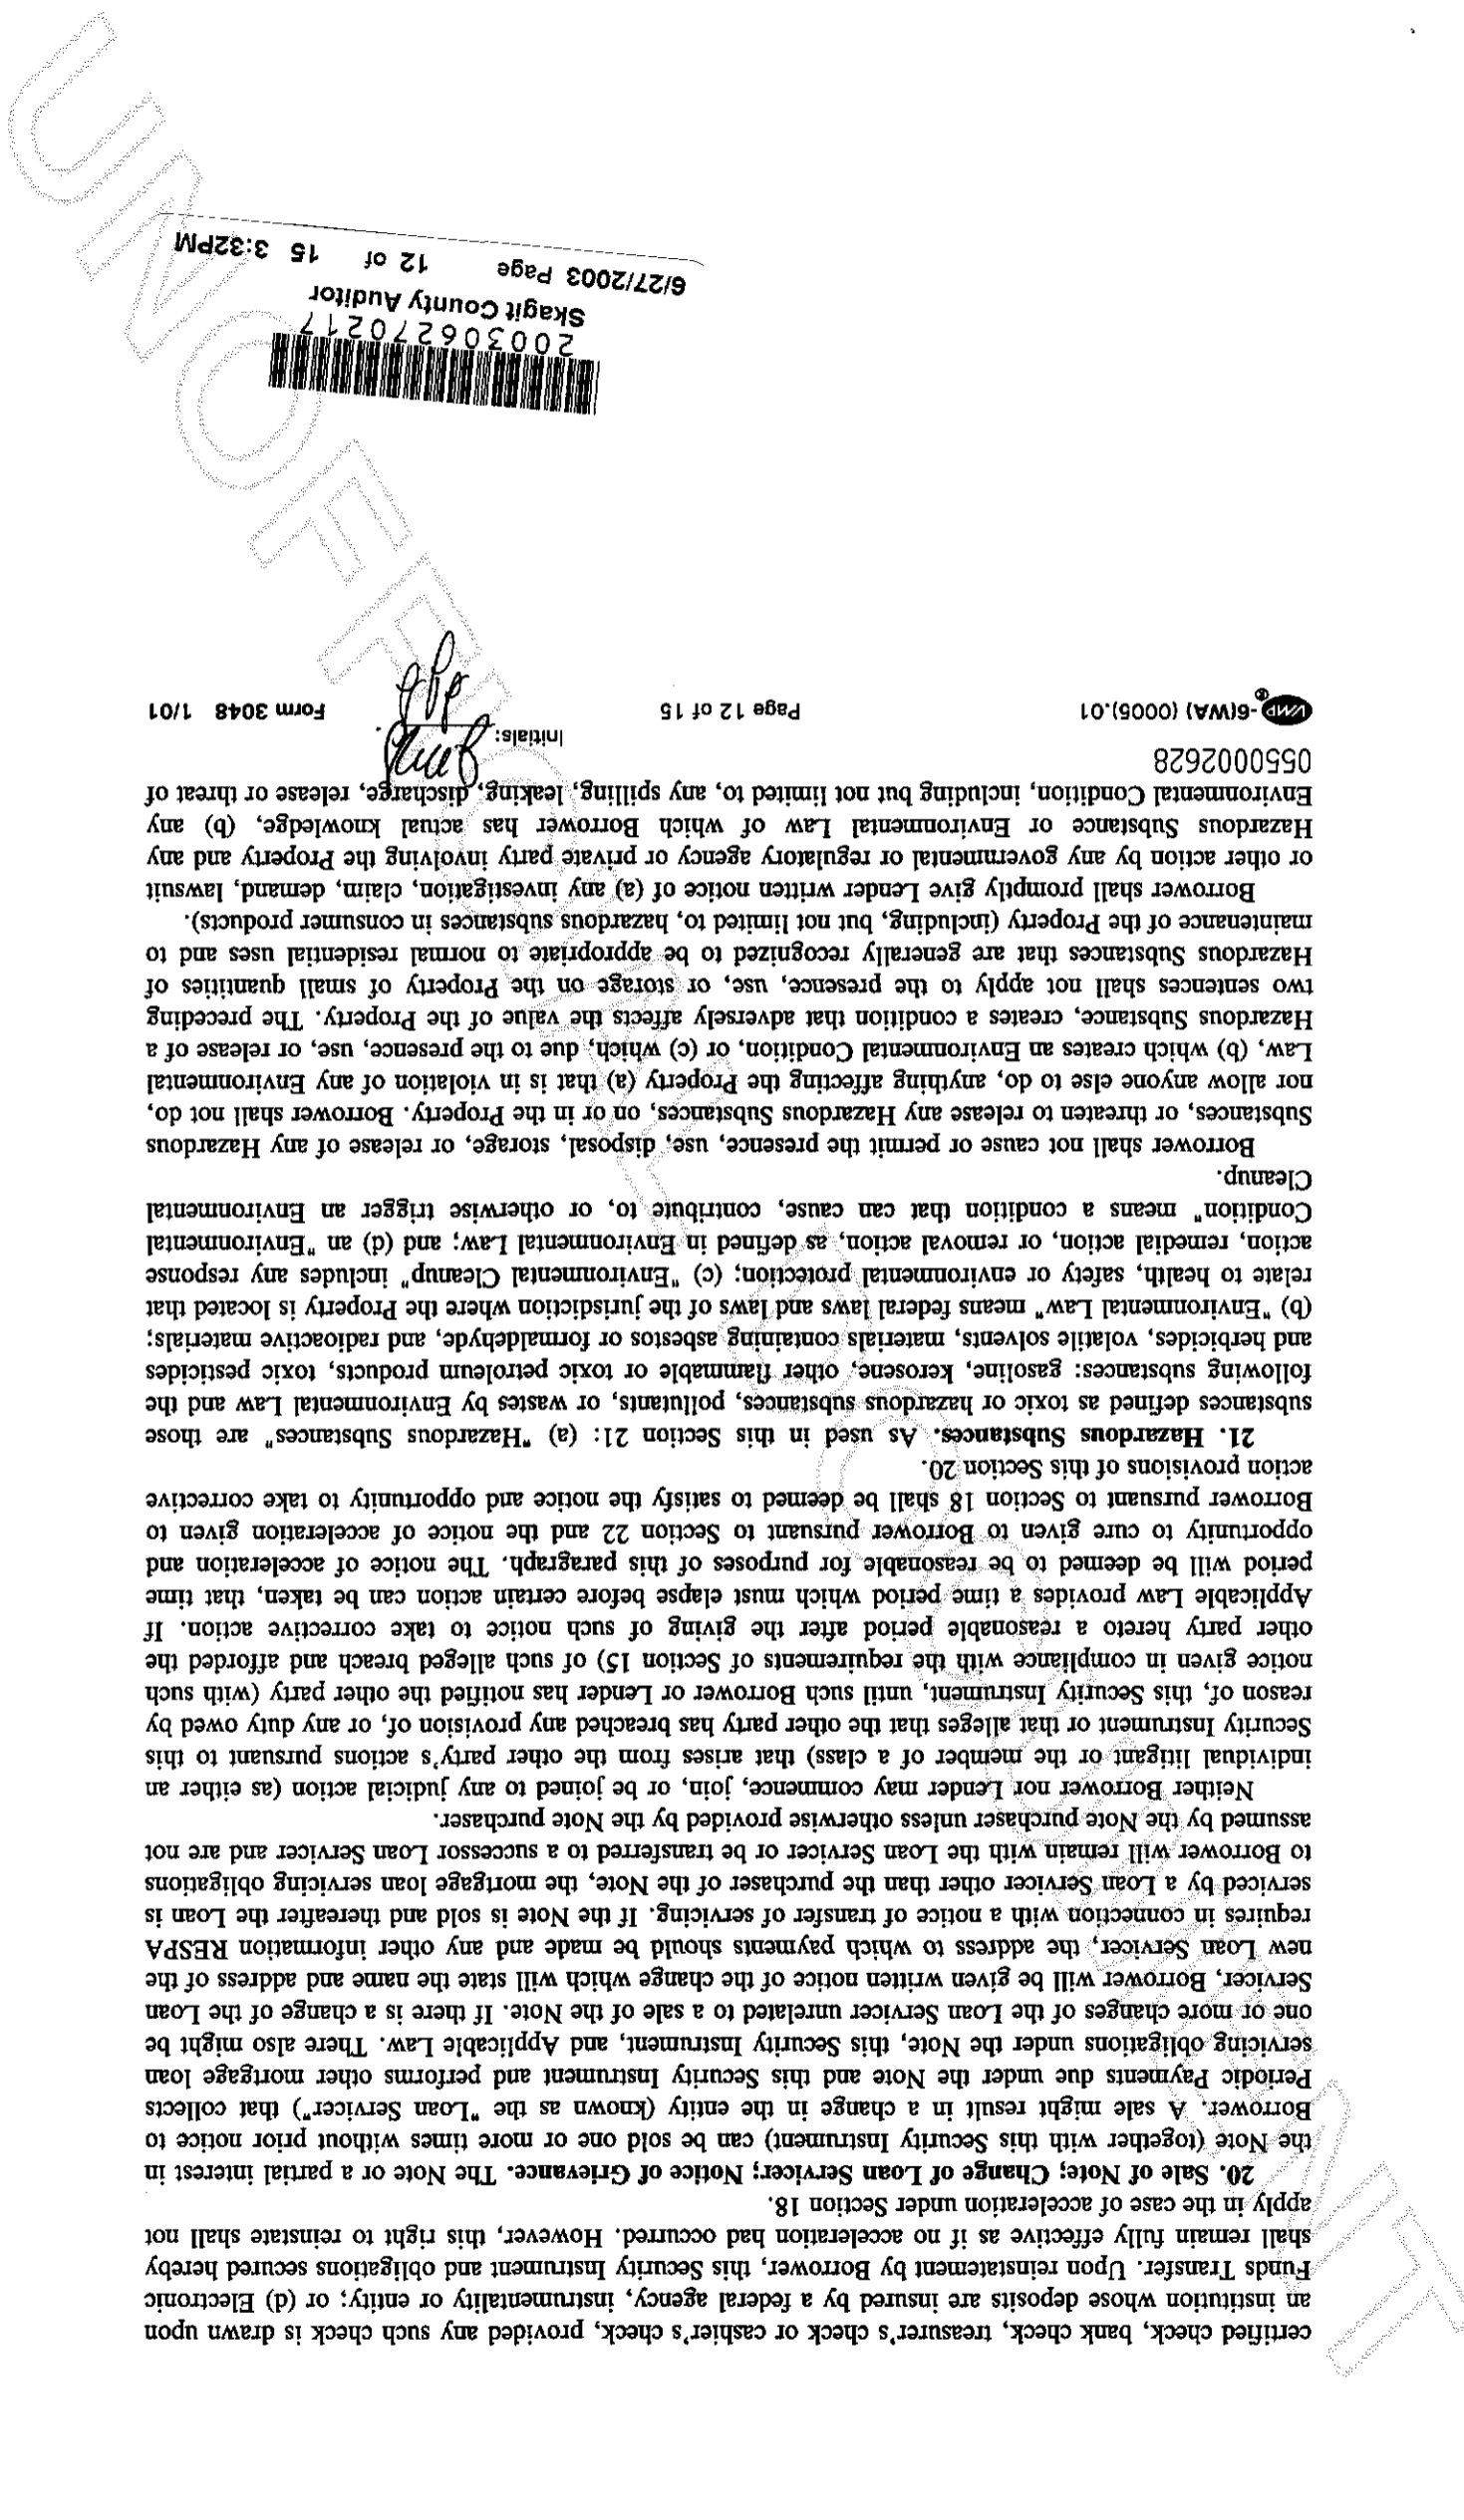 certified check, bank check, treasurer's check or cashier's check, provided any such check is drawn upon
an institution whose deposits are insured by a federal agency, instrumentality or entity; or (d) Electronic
Funds Transfer. Upon reinstatement by Borrower, this Security Instrument and obligations secured hereby
shall remain fully effective as if no acceleration had occurred. However, this right to reinstate shall not
apply in the case of acceleration under Section 18.
20. Sale of Note; Change of Loan Servicer; Notice of Grievance. The Note or a partial interest in
the Note (together with this Security Instrument) can be sold one or more times without prior notice to
Borrower. A sale might result in a change in the entity (known as the "Loan Servicer") that collects
Periodic Payments due under the Note and this Security Instrument and performs other mortgage loan
servicing obligations under the Note, this Security Instrument, and Applicable Law. There also might be
one or more changes of the Loan Servicer unrelated to a sale of the Note. If there is a change of the Loan
Servicer, Borrower will be given written notice of the change which will state the name and address of the
new Loan Servicer, the address to which payments should be made and any other information RESPA
requires in connection with a notice of transfer of servicing. If the Note is sold and thereafter the Loan is
serviced by a Loan Servicer other than the purchaser of the Note, the mortgage loan servicing obligations
to Borrower will remain with the Loan Servicer or be transferred to a successor Loan Servicer and are not
assumed by the Note purchaser unless otherwise provided by the Note purchaser.
Neither Borrower nor Lender may commence, join, or be joined to any judicial action (as either an
individual litigant or the member of a class) that arises from the other party's actions pursuant to this
Security Instrument or that alleges that the other party has breached any provision of, or any duty owed by
reason of, this Security Instrument, until such Borrower or Lender has notified the other party (with such
notice given in compliance with the requirements of Section 15) of such alleged breach and afforded the
other party hereto a reasonable period after the giving of such notice to take corrective action. If
Applicable Law provides a time period which must elapse before certain action can be taken, that time
period will be deemed to be reasonable for purposes of this paragraph. The notice of acceleration and
opportunity to cure given to Borrower pursuant to Section 22 and the notice of acceleration given to
Borrower pursuant to Section 18 shall be deemed to satisfy the notice and opportunity to take corrective
action provisions of this Section 20.
21. Hazardous Substances. As used in this Section 21: (a) "Hazardous Substances" are those
substances defined as toxic or hazardous substances, pollutants, or wastes by Environmental Law and the
following substances: gasoline, kerosene, other flammable or toxic petroleum products, toxic pesticides
and herbicides, volatile solvents, materials containing asbestos or formaldehyde, and radioactive materials;
(b) "Environmental Law" means federal laws and laws of the jurisdiction where the Property is located that
relate to health, safety or environmental protection; (c) "Environmental Cleanup" includes any response
action, remedial action, or removal action, as defined in Environmental Law; and (d) an "Environmental
Condition" means a condition that can cause, contribute to, or otherwise trigger an Environmental
Cleanup.
Borrower shall not cause or permit the presence, use, disposal, storage, or release of any Hazardous
Substances, or threaten to release any Hazardous Substances, on or in the Property. Borrower shall not do,
nor allow anyone else to do, anything affecting the Property (a) that is in violation of any Environmental
Law, (b) which creates an Environmental Condition, or (c) which, due to the presence, use, or release of a
Hazardous Substance, creates a condition that adversely affects the value of the Property. The preceding
two sentences shall not apply to the presence, use, or storage on the Property of small quantities of
Hazardous Substances that are generally recognized to be appropriate to normal residential uses and to
maintenance of the Property (including, but not limited to, hazardous substances in consumer products).
Borrower shall promptly give Lender written notice of (a) any investigation, claim, demand, lawsuit
or other action by any governmental or regulatory agency or private party involving the Property and any
Hazardous Substance or Environmental Law of which Borrower has actual knowledge, (b) any
Environmental Condition, including but not limited to, any spilling, leaking, discharge, release or threat of
0550002628
Initials:
VMP-6(WA) (0005).01 Page 12 of 15 Form 3048 1/01
200306270217
Skagit County Auditor
6/27/2003 Page 12 of 15 3:32PM
UNOFFICIAL DOCUMENT